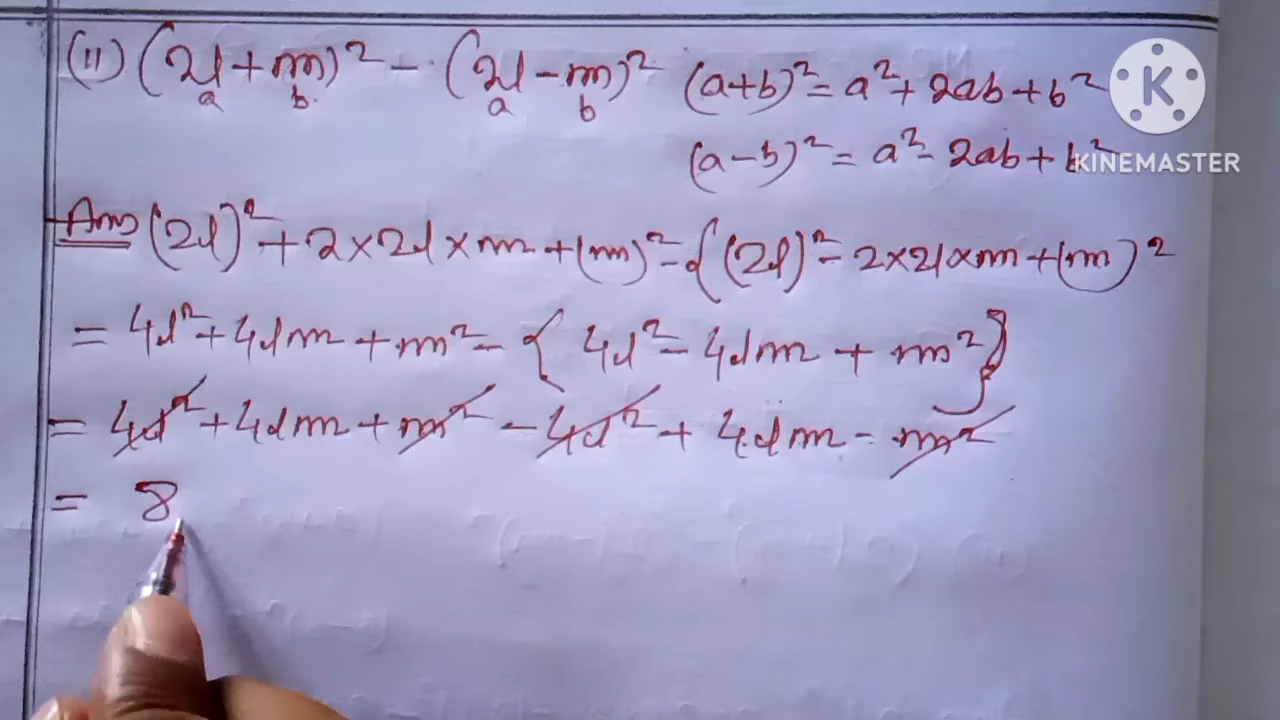 (11) (2l+m)² - (2l-m)² (a+b)² = a² + 2ab + b²
a b a b
(a-b)² = a² - 2ab + b²
K
KINEMASTER
Ans (2l)² + 2×2l×m + (m)² - {(2l)² - 2×2l×m + (m)²
= 4l² + 4lm + m² - { 4l² - 4lm + m² }
= 4l² + 4lm + m² - 4l² + 4lm - m²
= 8